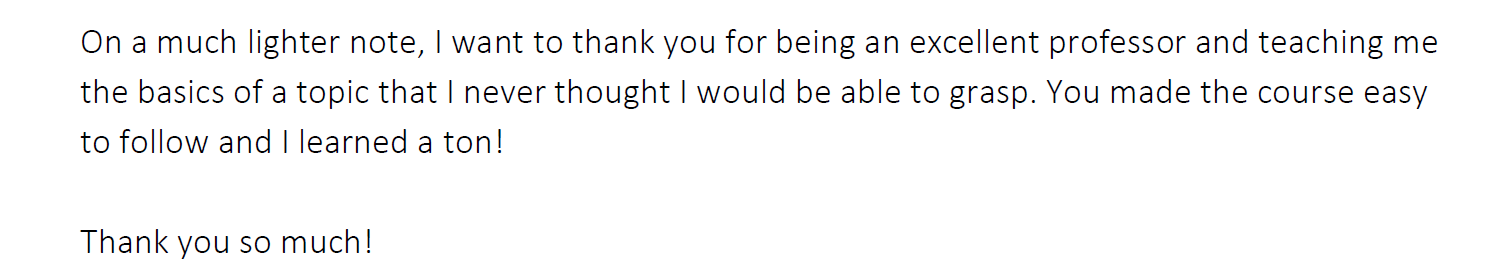 On a much lighter note, I want to thank you for being an excellent professor and teaching me
the basics of a topic that I never thought I would be able to grasp. You made the course easy
to follow and I learned a ton!
Thank you so much!